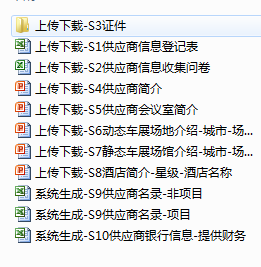 上传下载-S3证件
上传下载-S1供应商信息登记表
上传下载-S2供应商信息收集问卷
上传下载-S4供应商简介
上传下载-S5供应商会议室简介
上传下载-S6动态车展场地介绍-城市-场...
上传下载-S7静态车展场馆介绍-城市-场...
上传下载-S8酒店简介-星级-酒店名称
系统生成-S9供应商名录-非项目
系统生成-S9供应商名录-项目
系统生成-S10供应商银行信息-提供财务